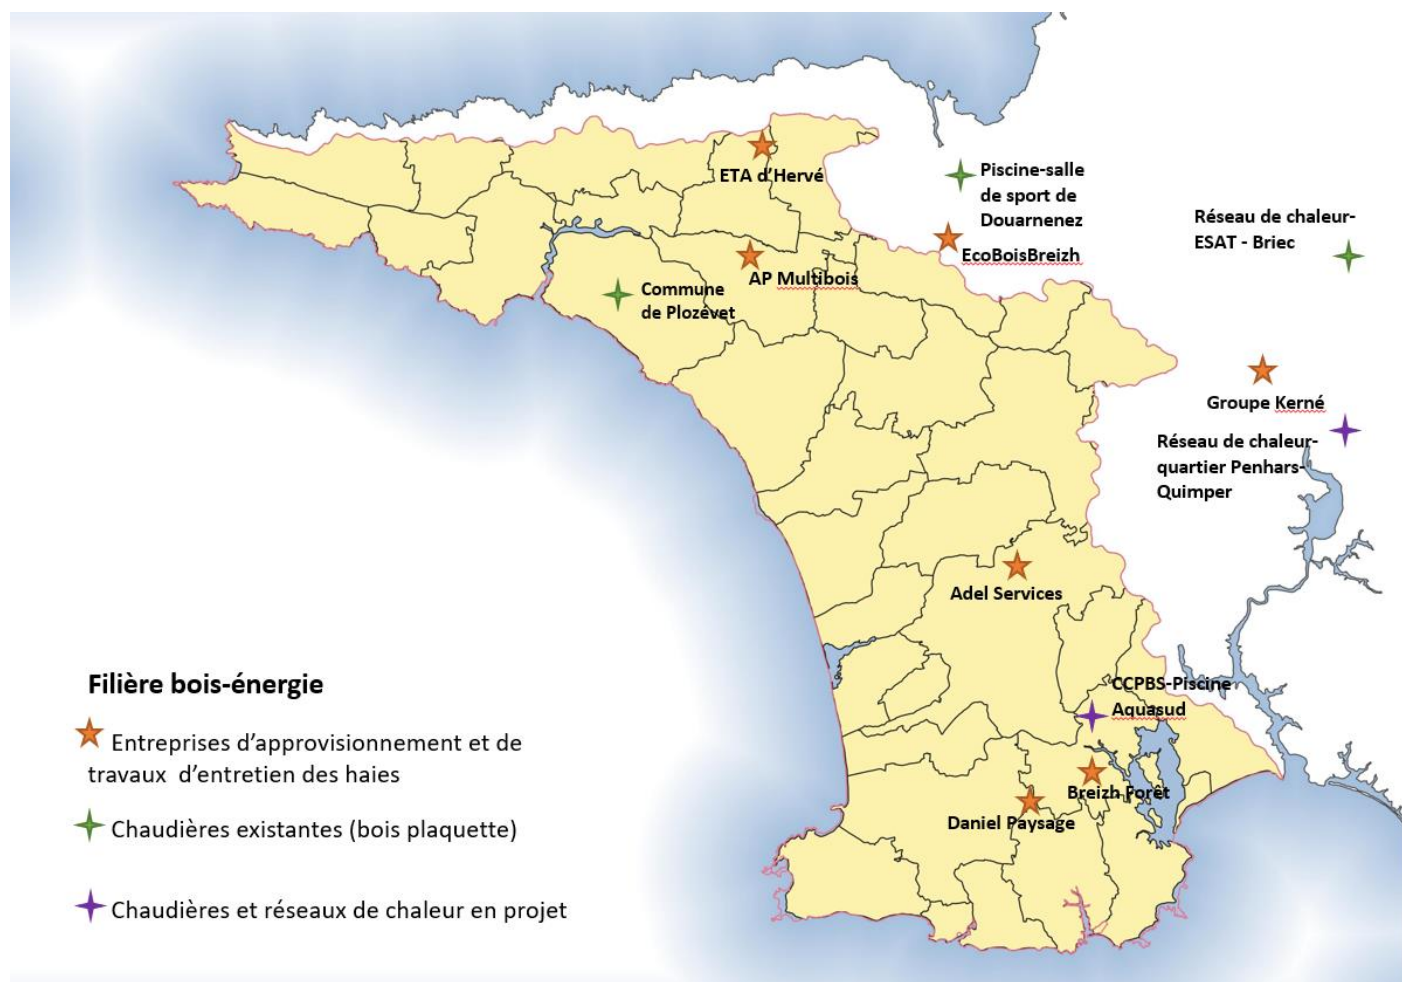 ETA d'Hervé
Piscine-salle
de sport de
Douarnenez
Réseau de chaleur-
ESAT - Briec
EcoBoisBreizh
AP Multibois
Commune
de Plozévet
Groupe Kerné
Réseau de chaleur-
quartier Penhars-
Quimper
Adel Services
CCPBS-Piscine
Aquasud
Breizh Forêt
Daniel Paysage
Filière bois-énergie
Entreprises d'approvisionnement et de
travaux d'entretien des haies
Chaudières existantes (bois plaquette)
Chaudières et réseaux de chaleur en projet